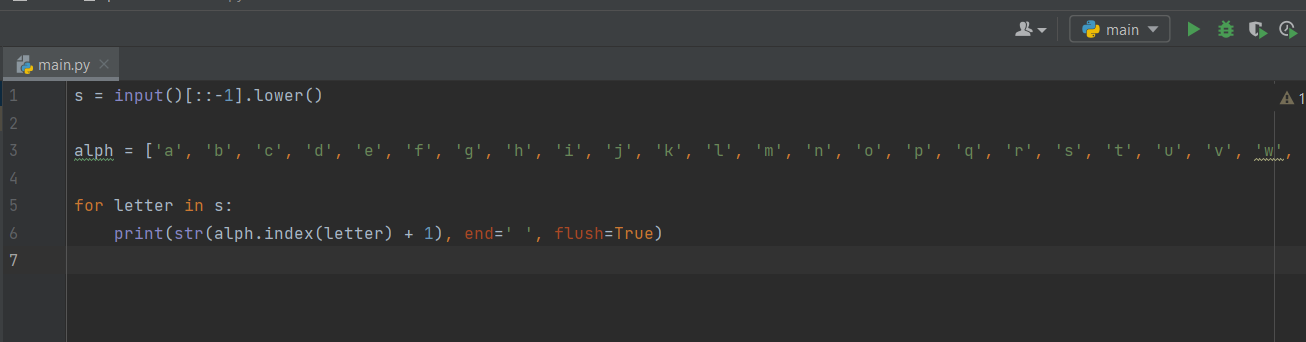 main
main.py
1
1 s = input()[::-1].lower()
2
3 alph = ['a', 'b', 'c', 'd', 'e', 'f', 'g', 'h', 'i', 'j', 'k', 'l', 'm', 'n', 'o', 'p', 'q', 'r', 's', 't', 'u', 'v', 'w',
4
5 for letter in s:
6     print(str(alph.index(letter) + 1), end=' ', flush=True)
7